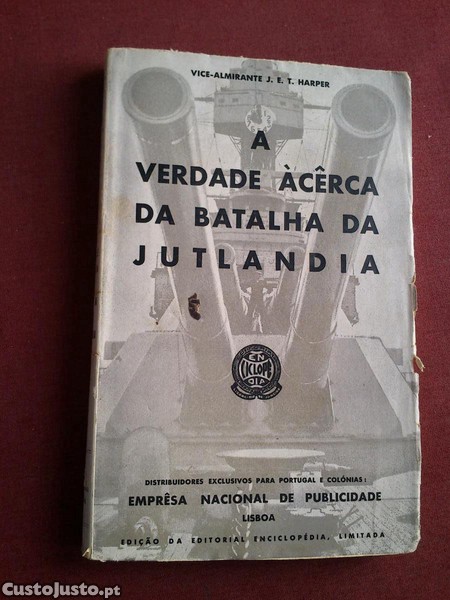 VICE-ALMIRANTE J. E. T. HARPER
A
VERDADE ÀCÊRCA
DA BATALHA DA
JUTLANDIA
EN
CICLOPÉ
DIA
DISTRIBUIDORES EXCLUSIVOS PARA PORTUGAL E COLÓNIAS:
EMPRÊSA NACIONAL DE PUBLICIDADE
LISBOA
EDIÇÃO DA EDITORIAL ENCICLOPÉDIA, LIMITADA
CustoJusto.pt